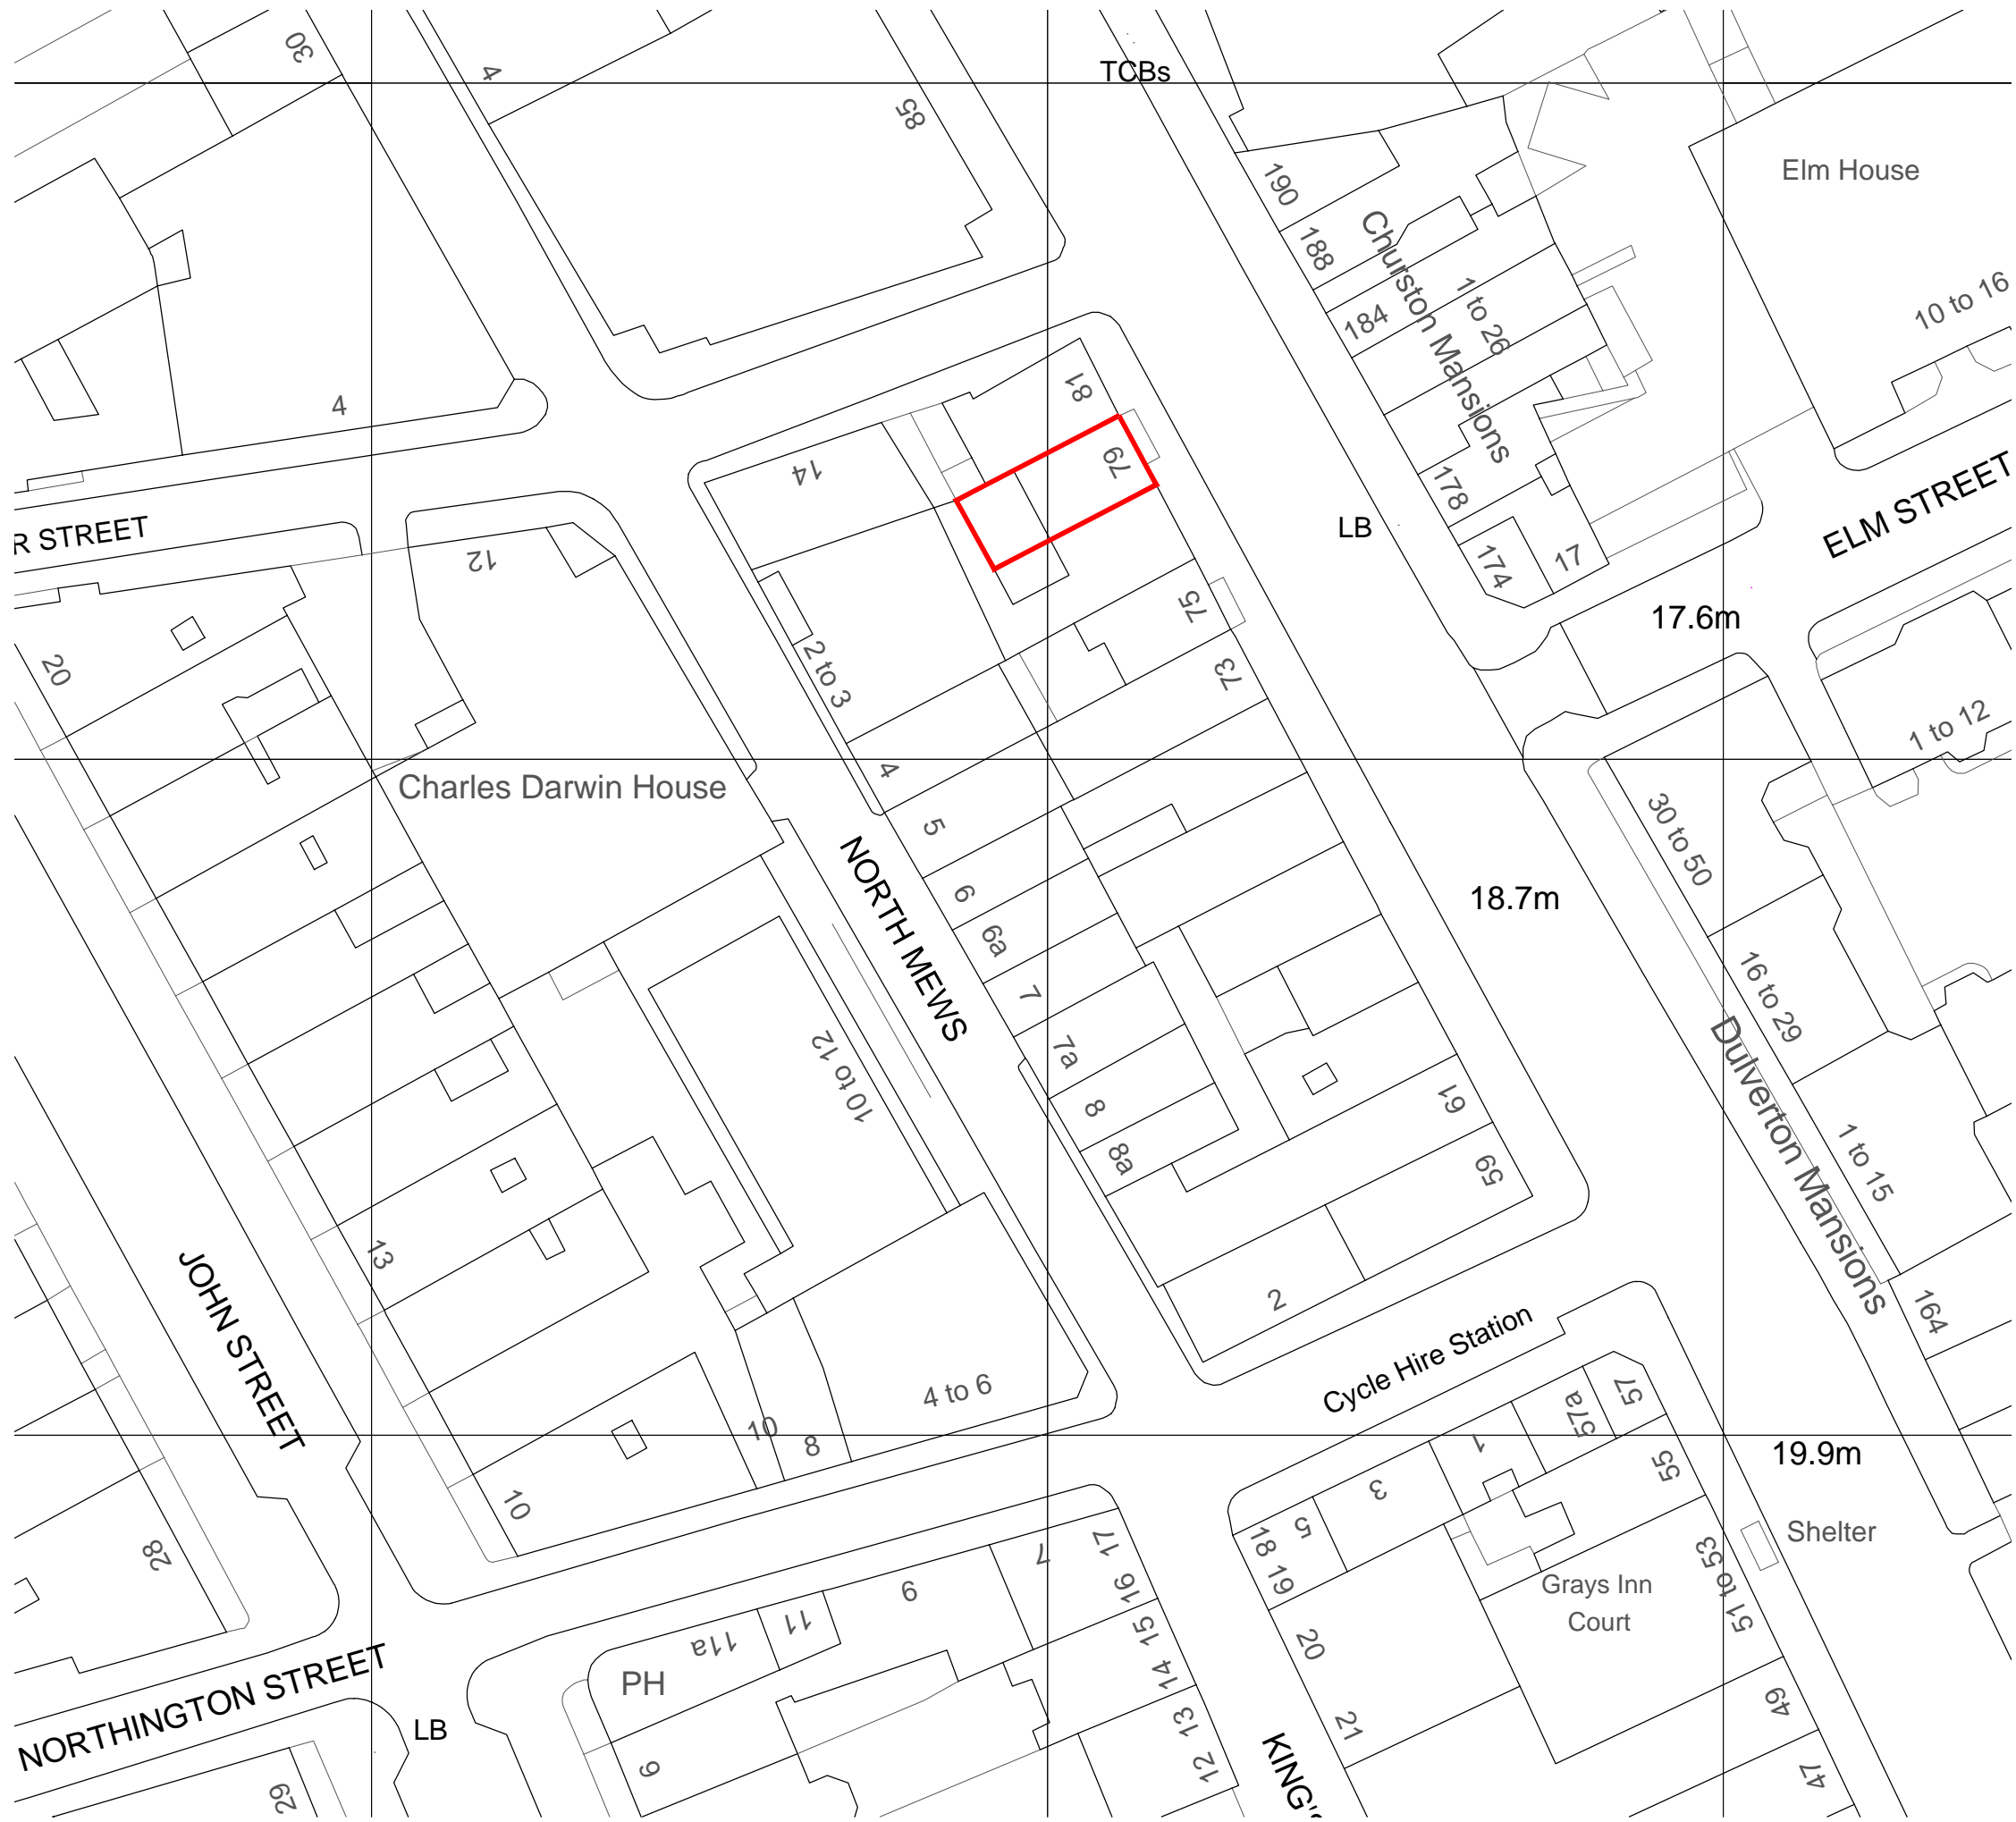 30
4
TCBs
85
190
Elm House
188
Churston Mansions
1 to 26
184
10 to 16
81
4
79
14
178
LB
R STREET
ELM STREET
12
174
17
75
17.6m
20
2 to 3
73
1 to 12
4
Charles Darwin House
5
30 to 50
NORTH MEWS
6
18.7m
6a
7
16 to 29
10 to 12
7a
Dulverton Mansions
8
61
8a
1 to 15
59
13
JOHN STREET
2
164
Cycle Hire Station
4 to 6
57
57a
10
8
1
55
19.9m
3
10
5
18
Shelter
28
7
17
19
51 to 53
Grays Inn
Court
16
9
11
11a
15
20
NORTHINGTON STREET
PH
14
49
LB
13
21
6
12
KING'S
47
29